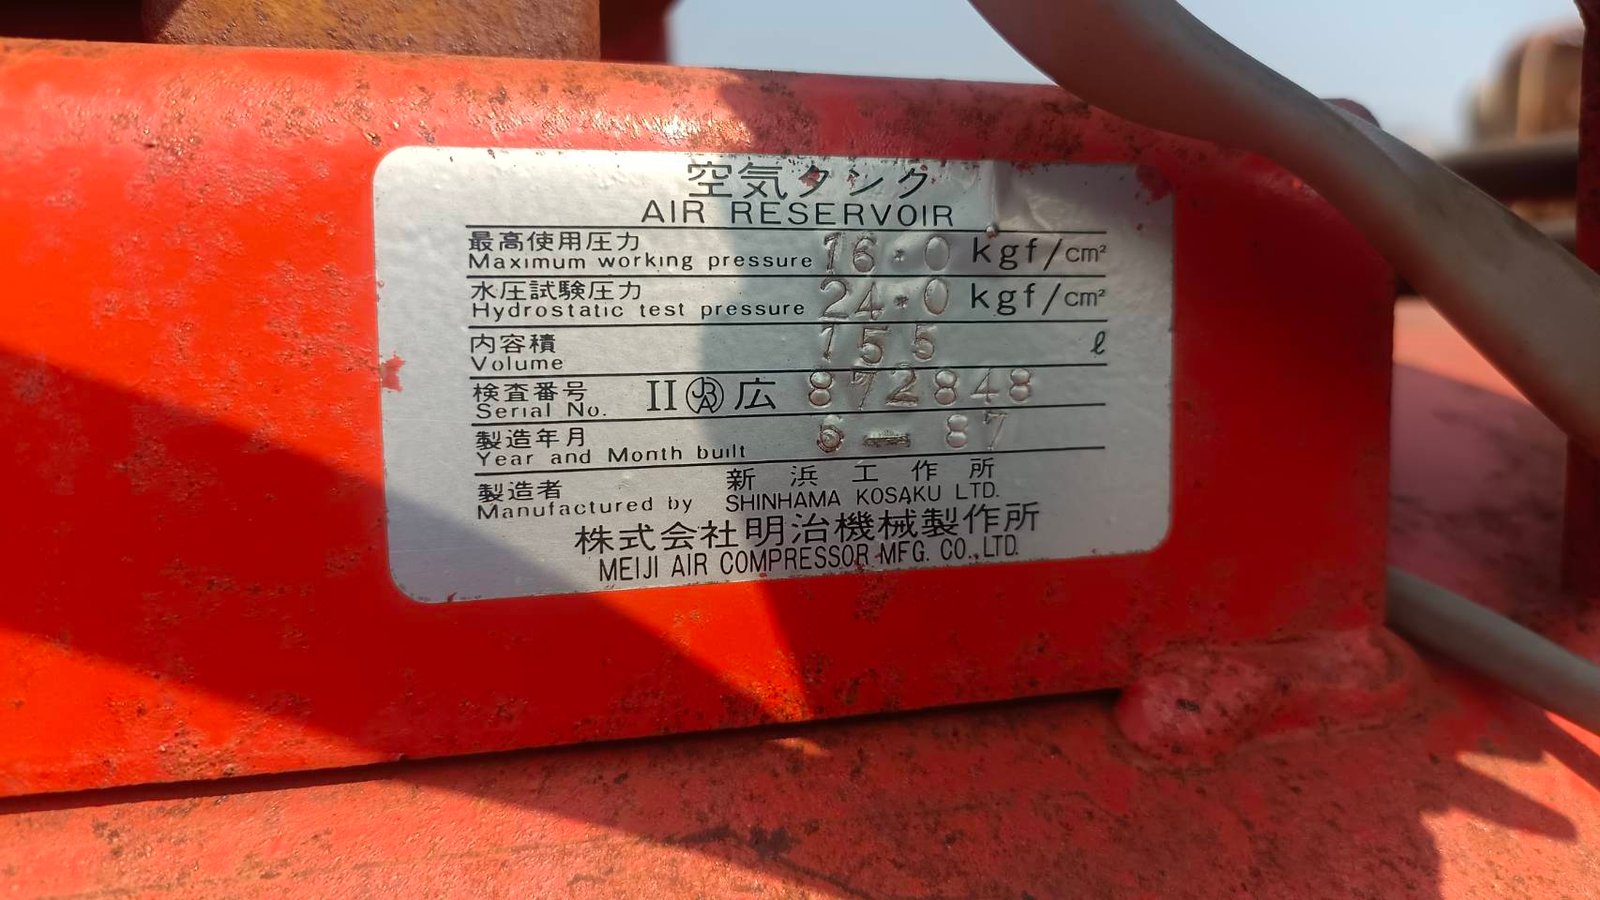 空気タンク
AIR RESERVOIR
最高使用圧力 16.0 kgf/cm²
Maximum working pressure
水圧試験圧力 24.0 kgf/cm²
Hydrostatic test pressure
内容積 155 ℓ
Volume
検査番号 II JBA 広 872848
Serial No.
製造年月 6-87
Year and Month built
製造者 新浜工作所
Manufactured by SHINHAMA KOSAKU LTD.
株式会社明治機械製作所
MEIJI AIR COMPRESSOR MFG. CO., LTD.